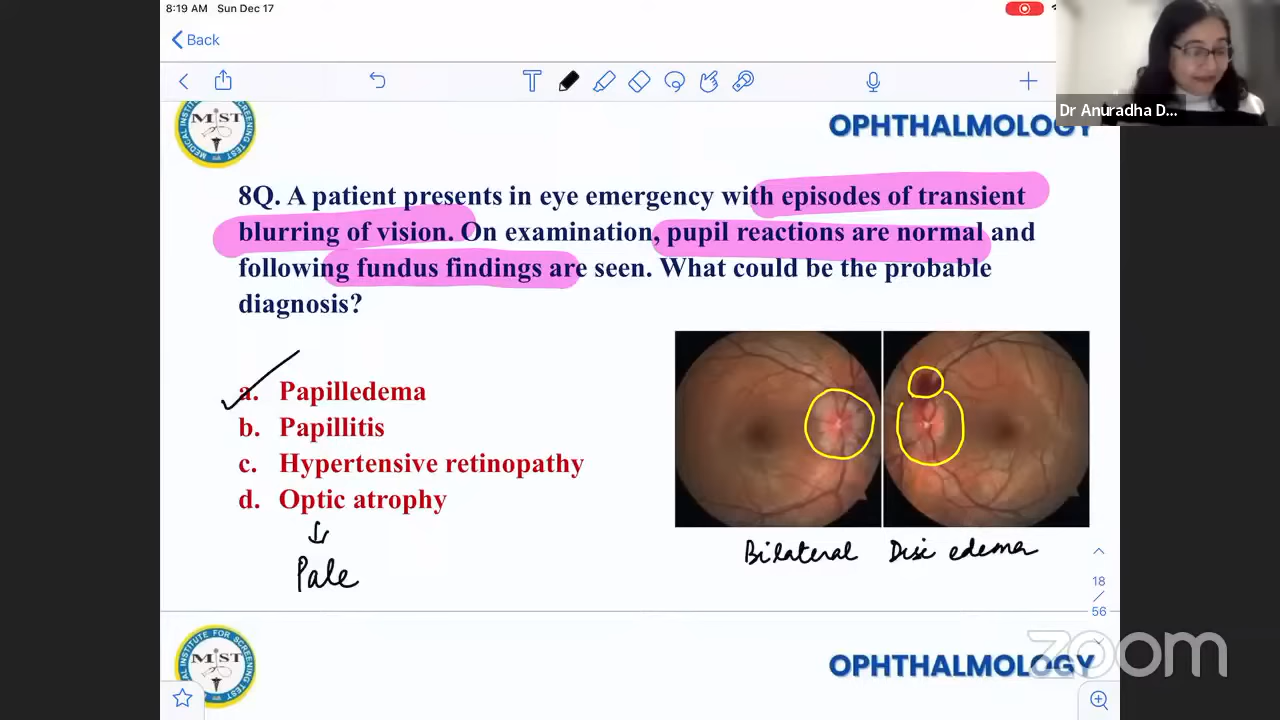 8:19 AM Sun Dec 17
Back
Dr Anuradha D...
MIST
OPHTHALMOLOGY
8Q. A patient presents in eye emergency with episodes of transient
blurring of vision. On examination, pupil reactions are normal and
following fundus findings are seen. What could be the probable
diagnosis?
a. Papilledema
b. Papillitis
c. Hypertensive retinopathy
d. Optic atrophy
Pale
Bilateral Disc edema
18
/
56
zoom
MIST
OPHTHALMOLOGY